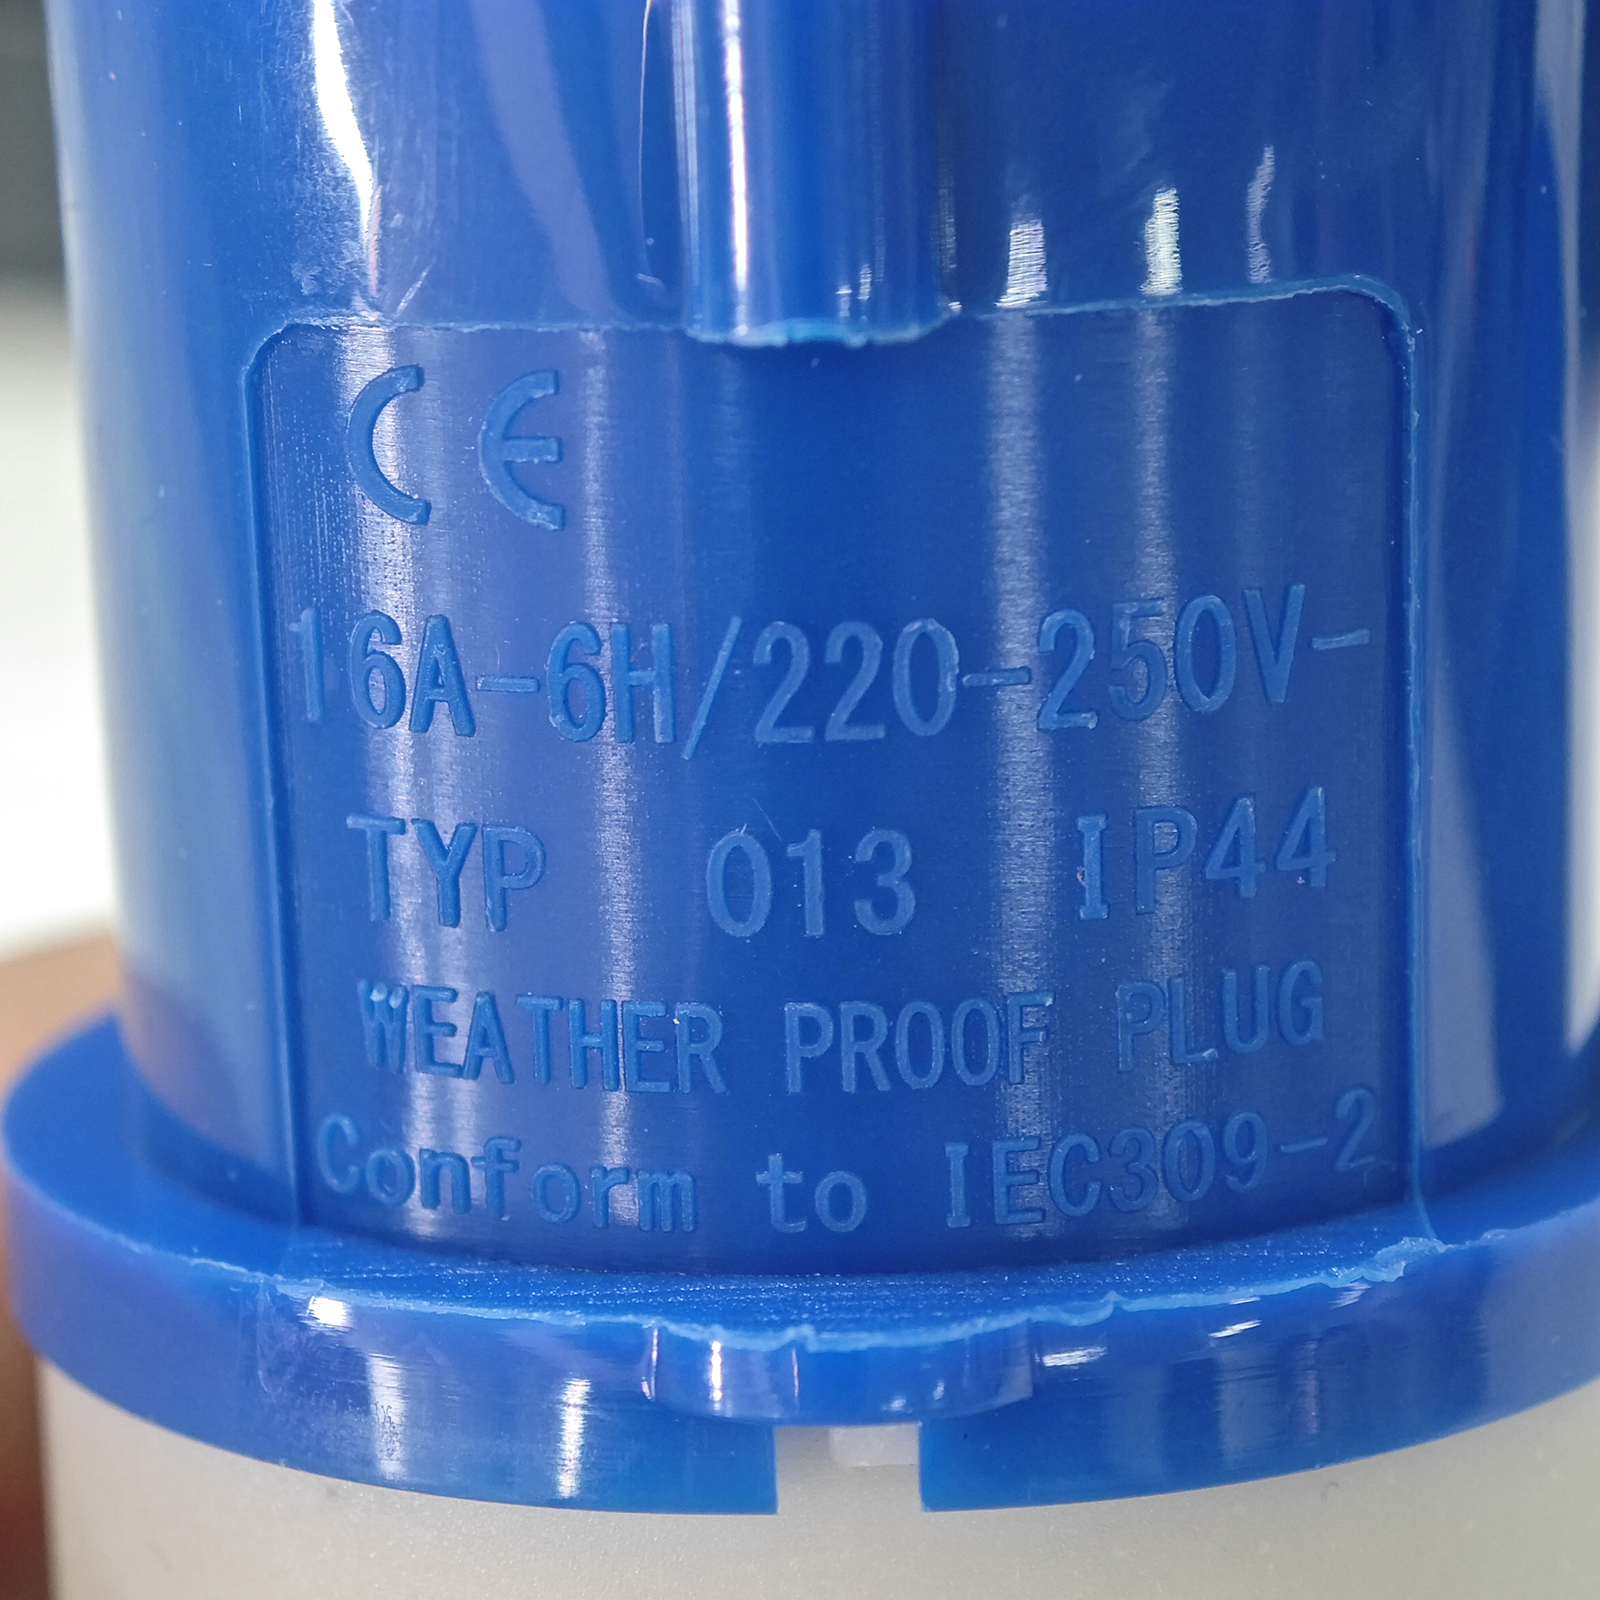 CE
16A-6H/220-250V-
TYP 013 IP44
WEATHER PROOF PLUG
Conform to IEC309-2